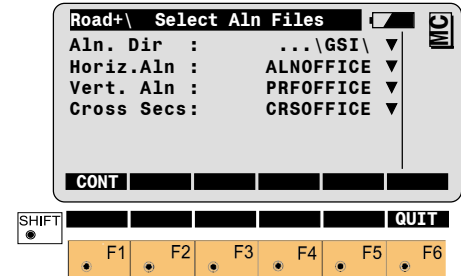 Road+\ Select Aln Files
MC
Aln. Dir : ...\GSI\ ▼
Horiz.Aln : ALNOFFICE ▼
Vert. Aln : PRFOFFICE ▼
Cross Secs: CRSOFFICE ▼
CONT
SHIFT
QUIT
F1 F2 F3 F4 F5 F6